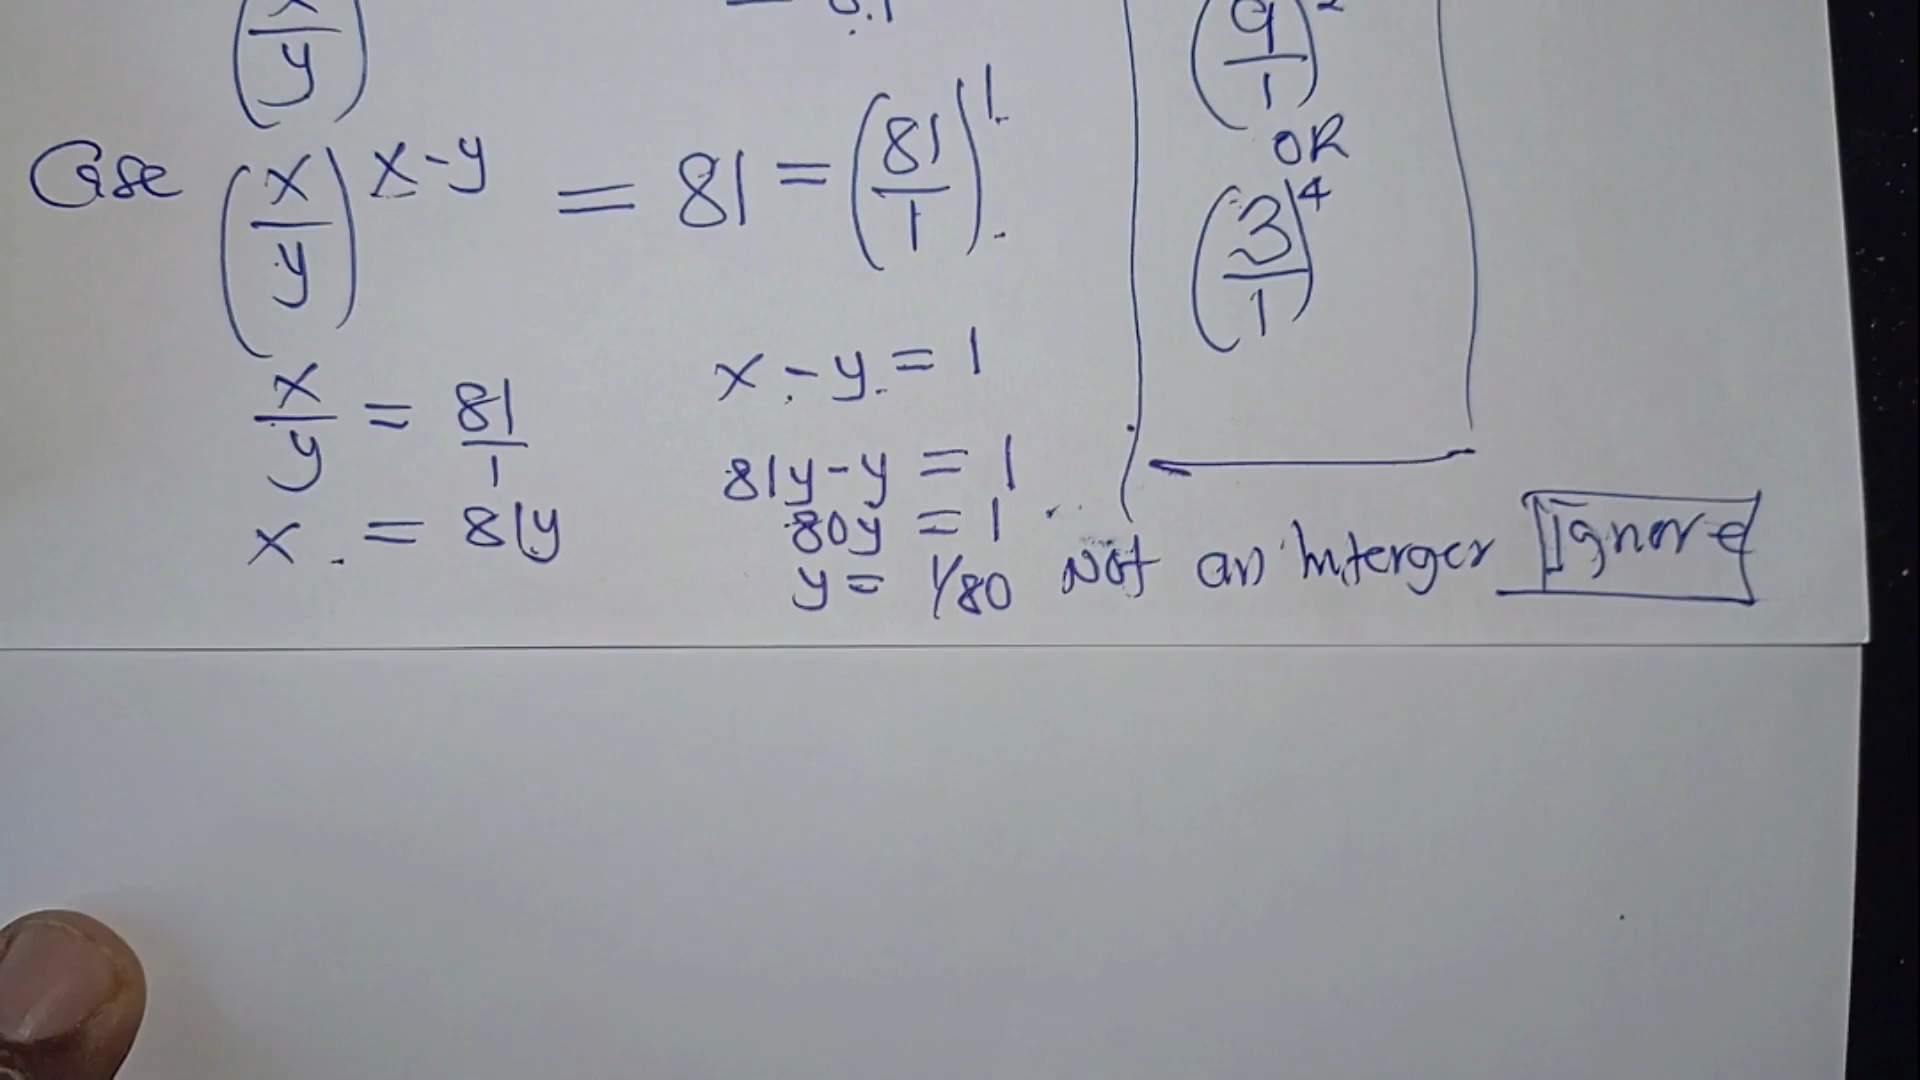 (x/y)
Case (x/y)^x-y = 81 = (81/1)^1
x/y = 81/1
x = 81y
x - y = 1
81y - y = 1
80y = 1
y = 1/80 Not an Interger Ignore
(9/1)^2
OR
(3/1)^4